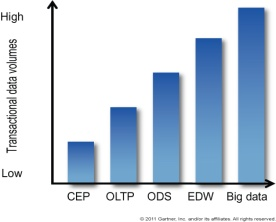 High
Transactional data volumes
Low
CEP OLTP ODS EDW Big data
© 2011 Gartner, Inc. and/or its affiliates. All rights reserved.